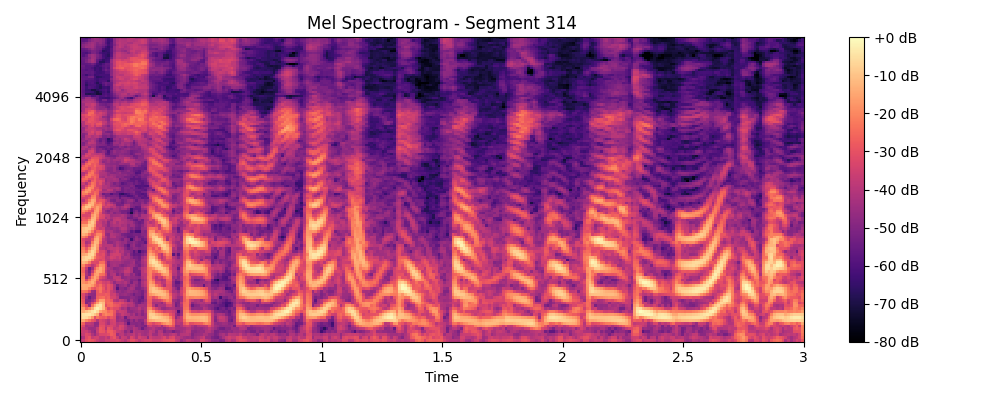 Mel Spectrogram - Segment 314
Frequency
4096
2048
1024
512
0
0
0.5
1
1.5
2
2.5
3
Time
+0 dB
-10 dB
-20 dB
-30 dB
-40 dB
-50 dB
-60 dB
-70 dB
-80 dB